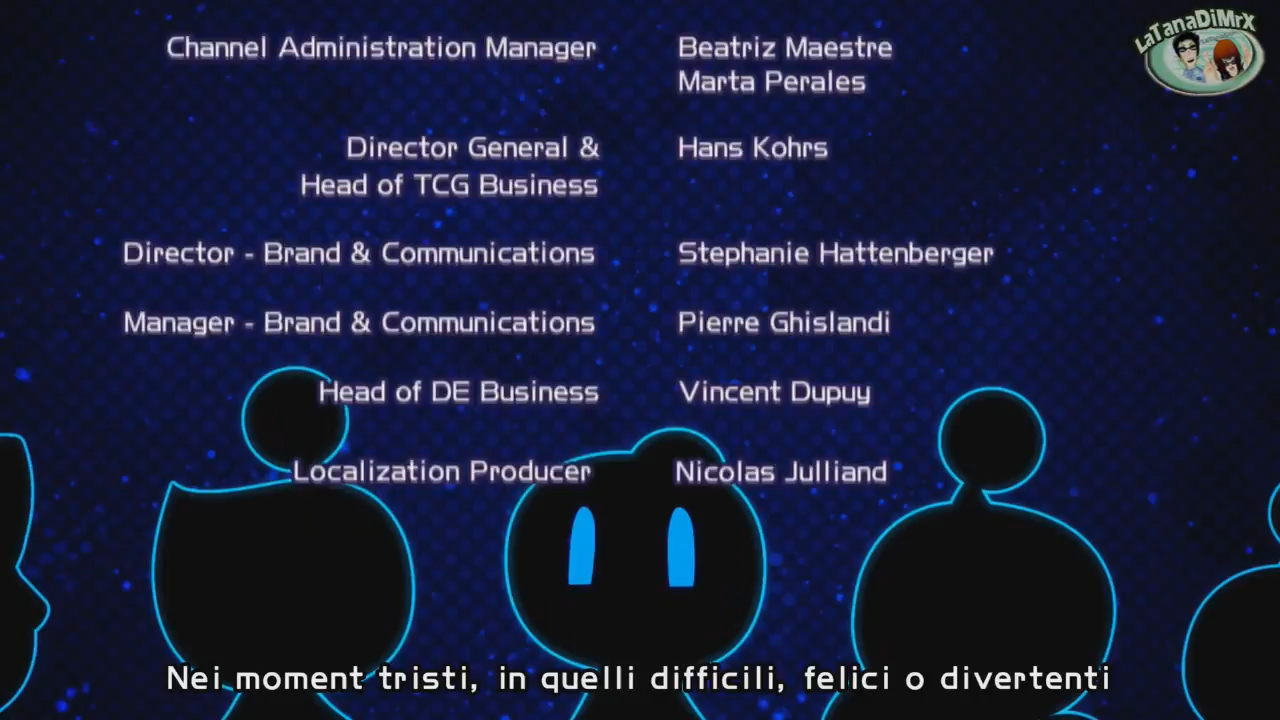 LaTanaDiMrX
Channel Administration Manager Beatriz Maestre
Marta Perales
Director General & Hans Kohrs
Head of TCG Business
Director - Brand & Communications Stephanie Hattenberger
Manager - Brand & Communications Pierre Ghislandi
Head of DE Business Vincent Dupuy
Localization Producer Nicolas Julliand
Nei moment tristi, in quelli difficili, felici o divertenti